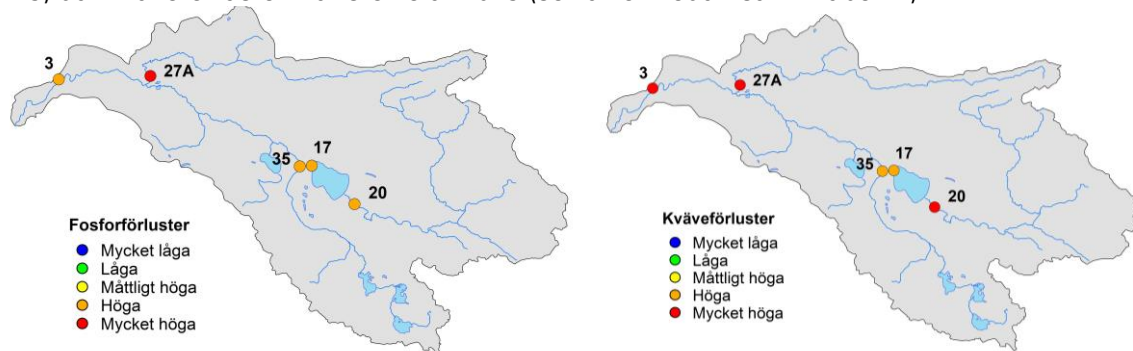 3
27A
35
17
20
Fosforförluster
Mycket låga
Låga
Måttligt höga
Höga
Mycket höga
3
27A
35
17
20
Kväveförluster
Mycket låga
Låga
Måttligt höga
Höga
Mycket höga